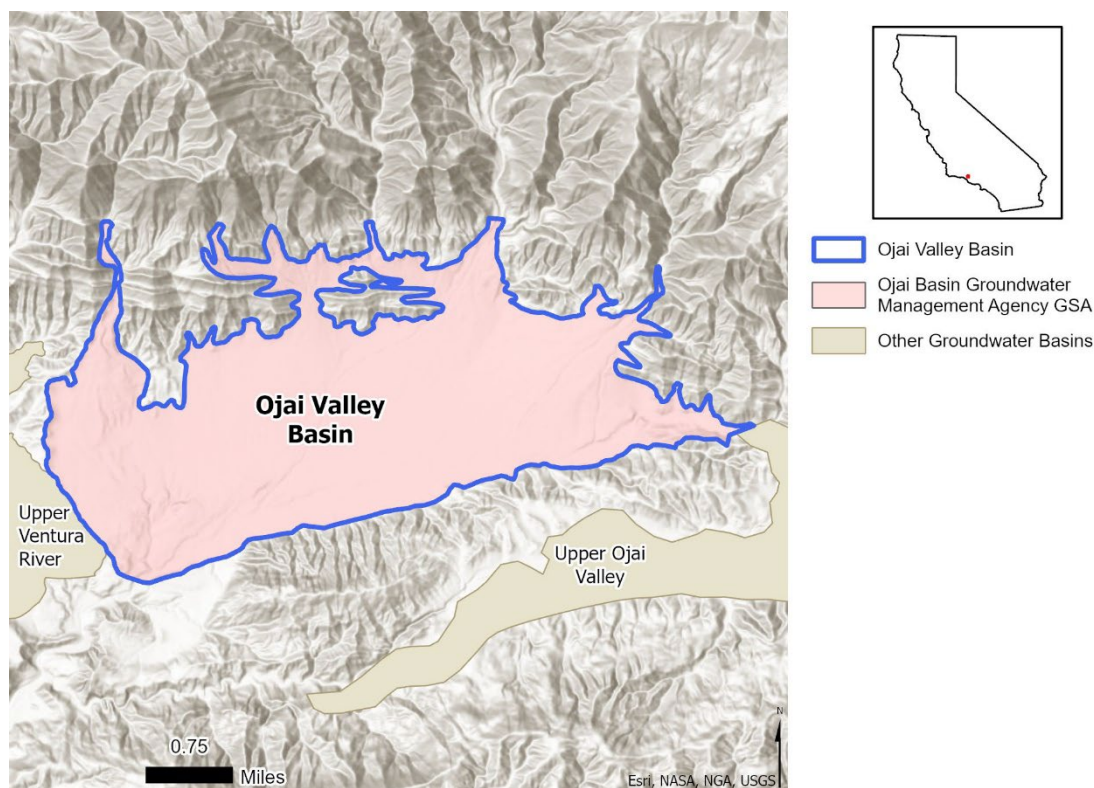 Ojai Valley
Basin
Upper
Ventura
River
Upper Ojai
Valley
0.75
Miles
N
Esri, NASA, NGA, USGS
Ojai Valley Basin
Ojai Basin Groundwater
Management Agency GSA
Other Groundwater Basins